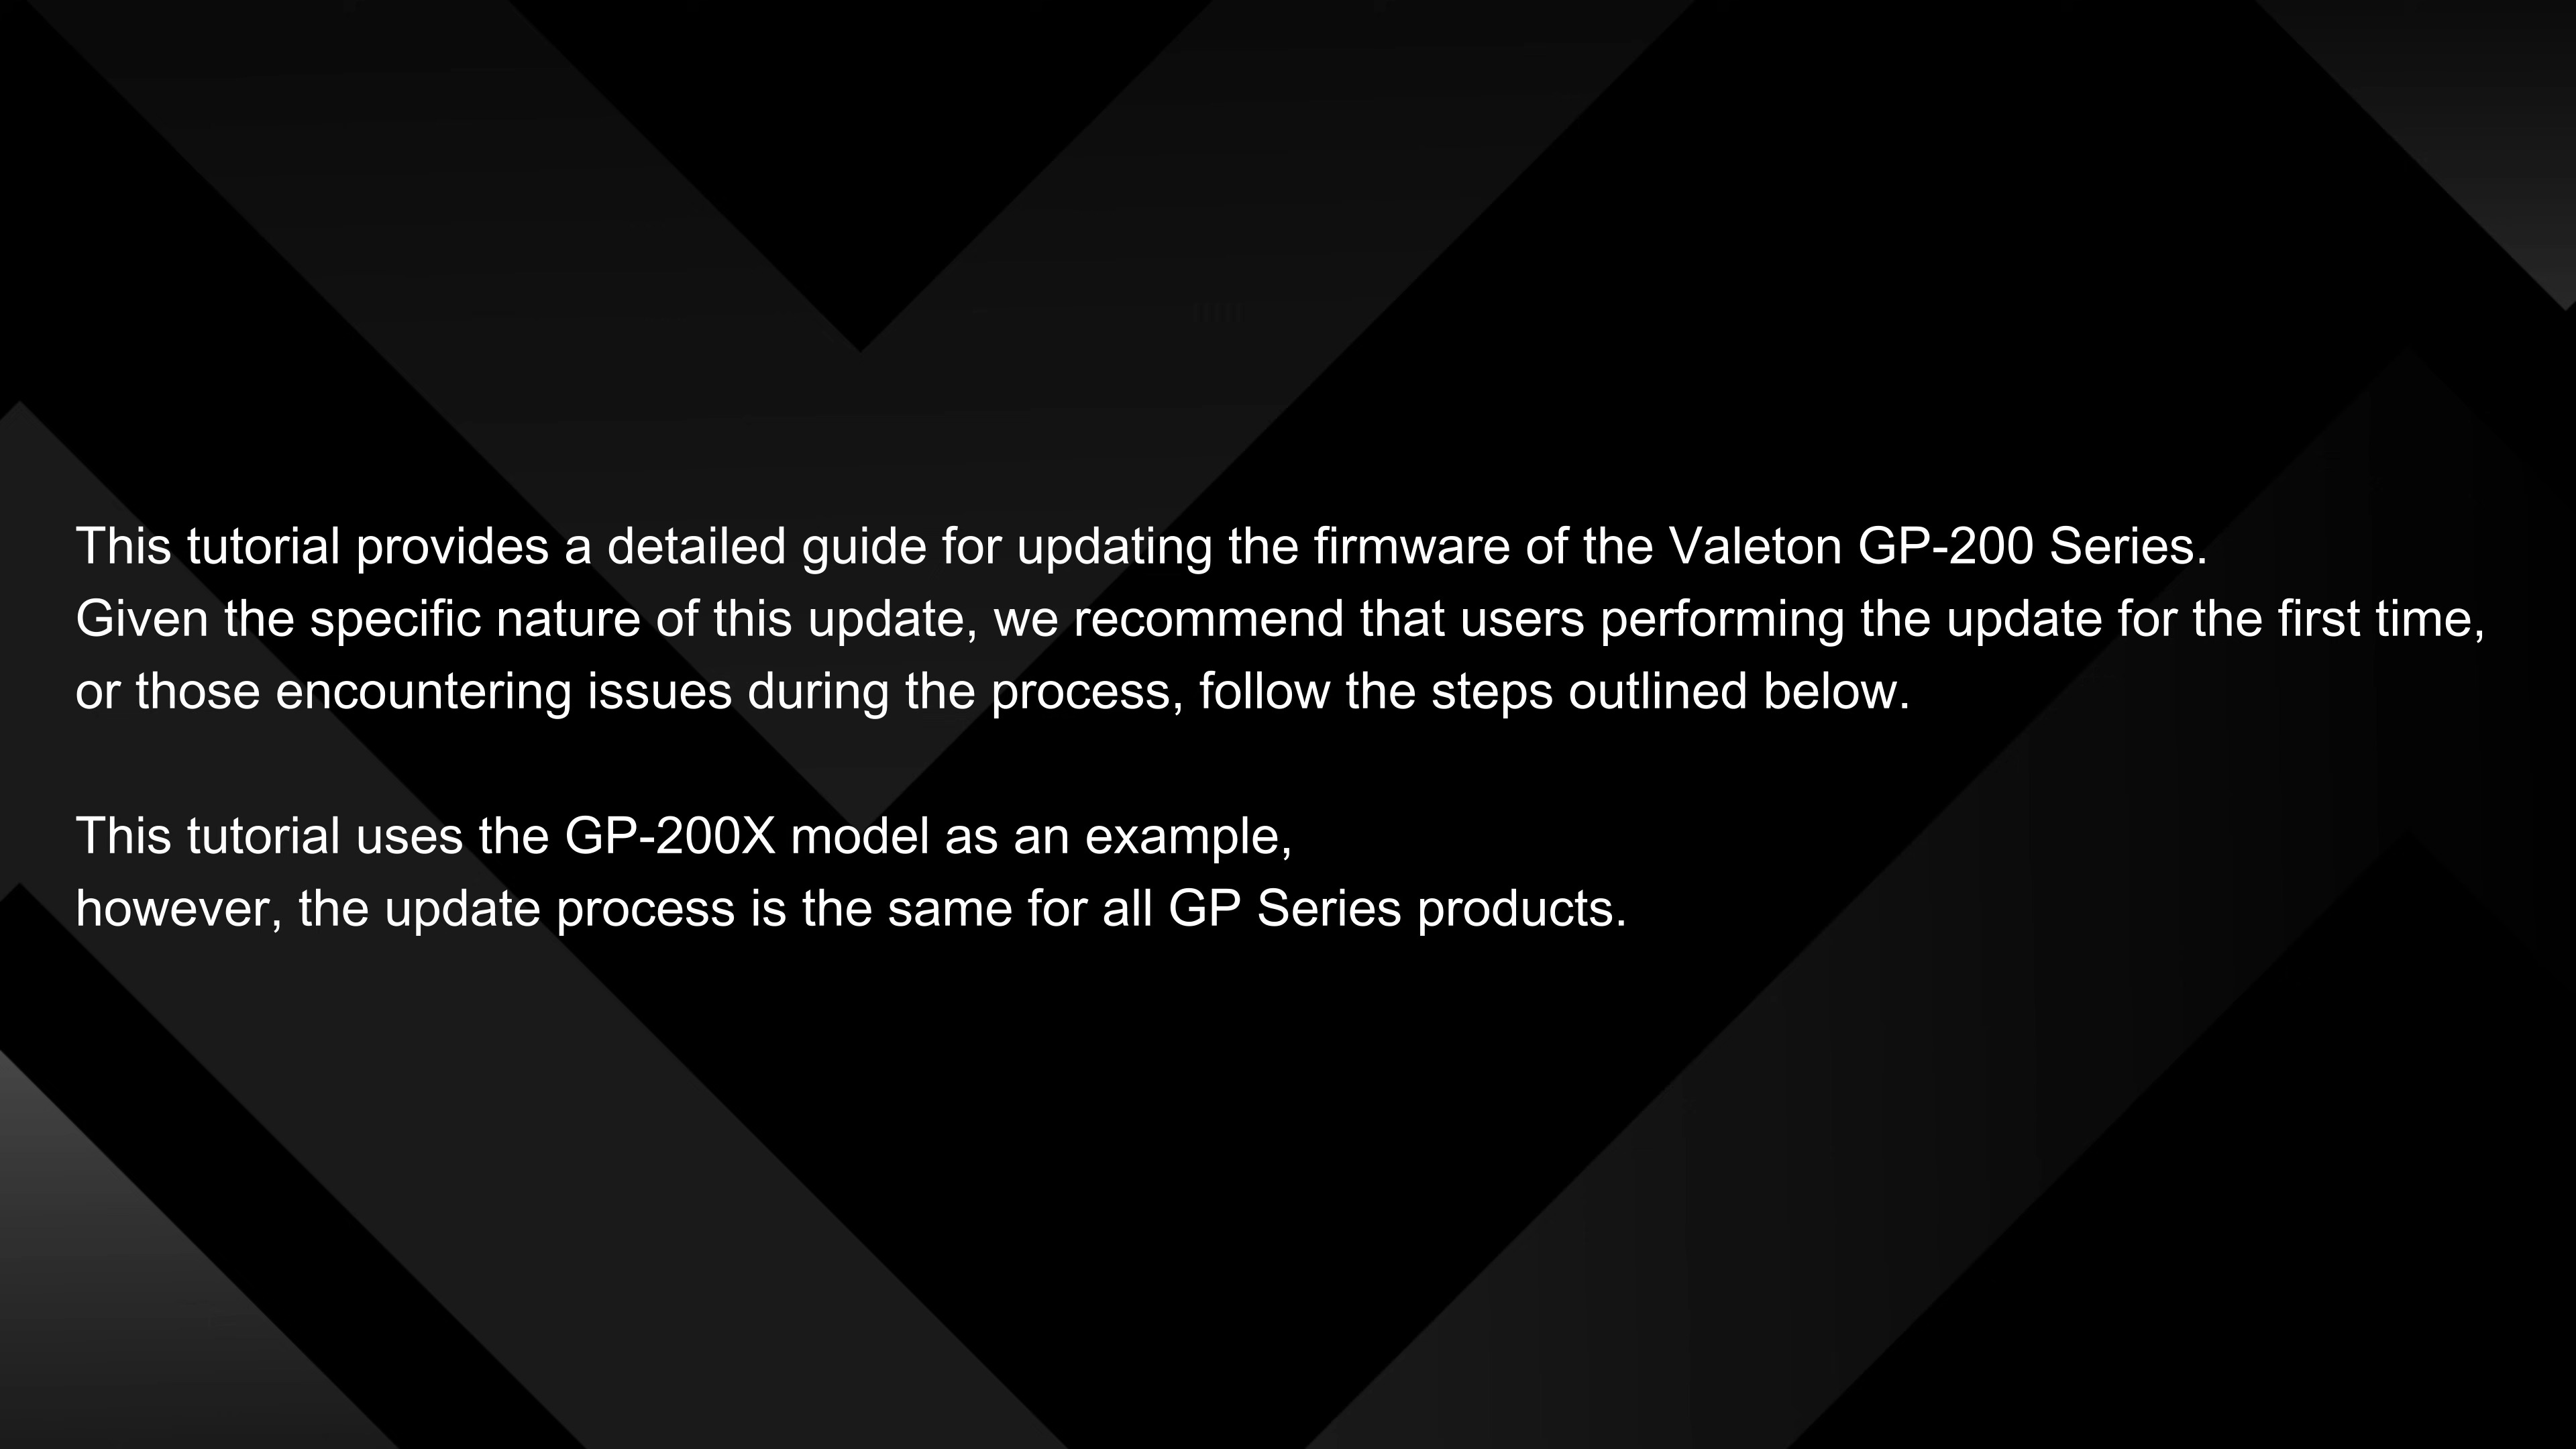 This tutorial provides a detailed guide for updating the firmware of the Valeton GP-200 Series.
Given the specific nature of this update, we recommend that users performing the update for the first time,
or those encountering issues during the process, follow the steps outlined below.
This tutorial uses the GP-200X model as an example,
however, the update process is the same for all GP Series products.